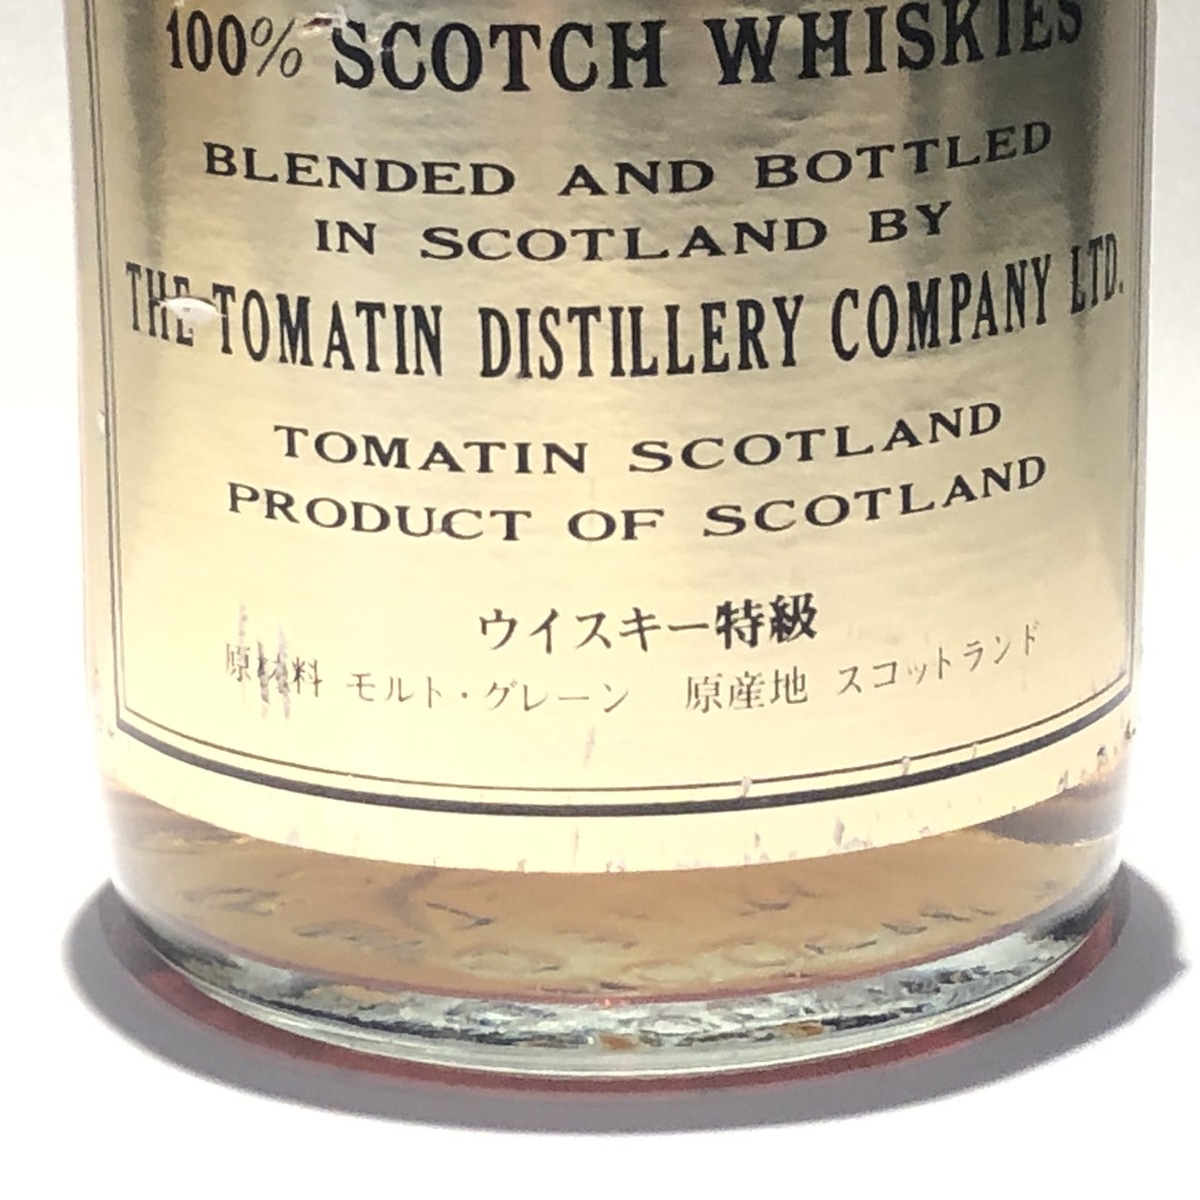 100% SCOTCH WHISKIES
BLENDED AND BOTTLED
IN SCOTLAND BY
THE TOMATIN DISTILLERY COMPANY LTD.
TOMATIN SCOTLAND
PRODUCT OF SCOTLAND
ウイスキー特級
原材料 モルト・グレーン 原産地 スコットランド